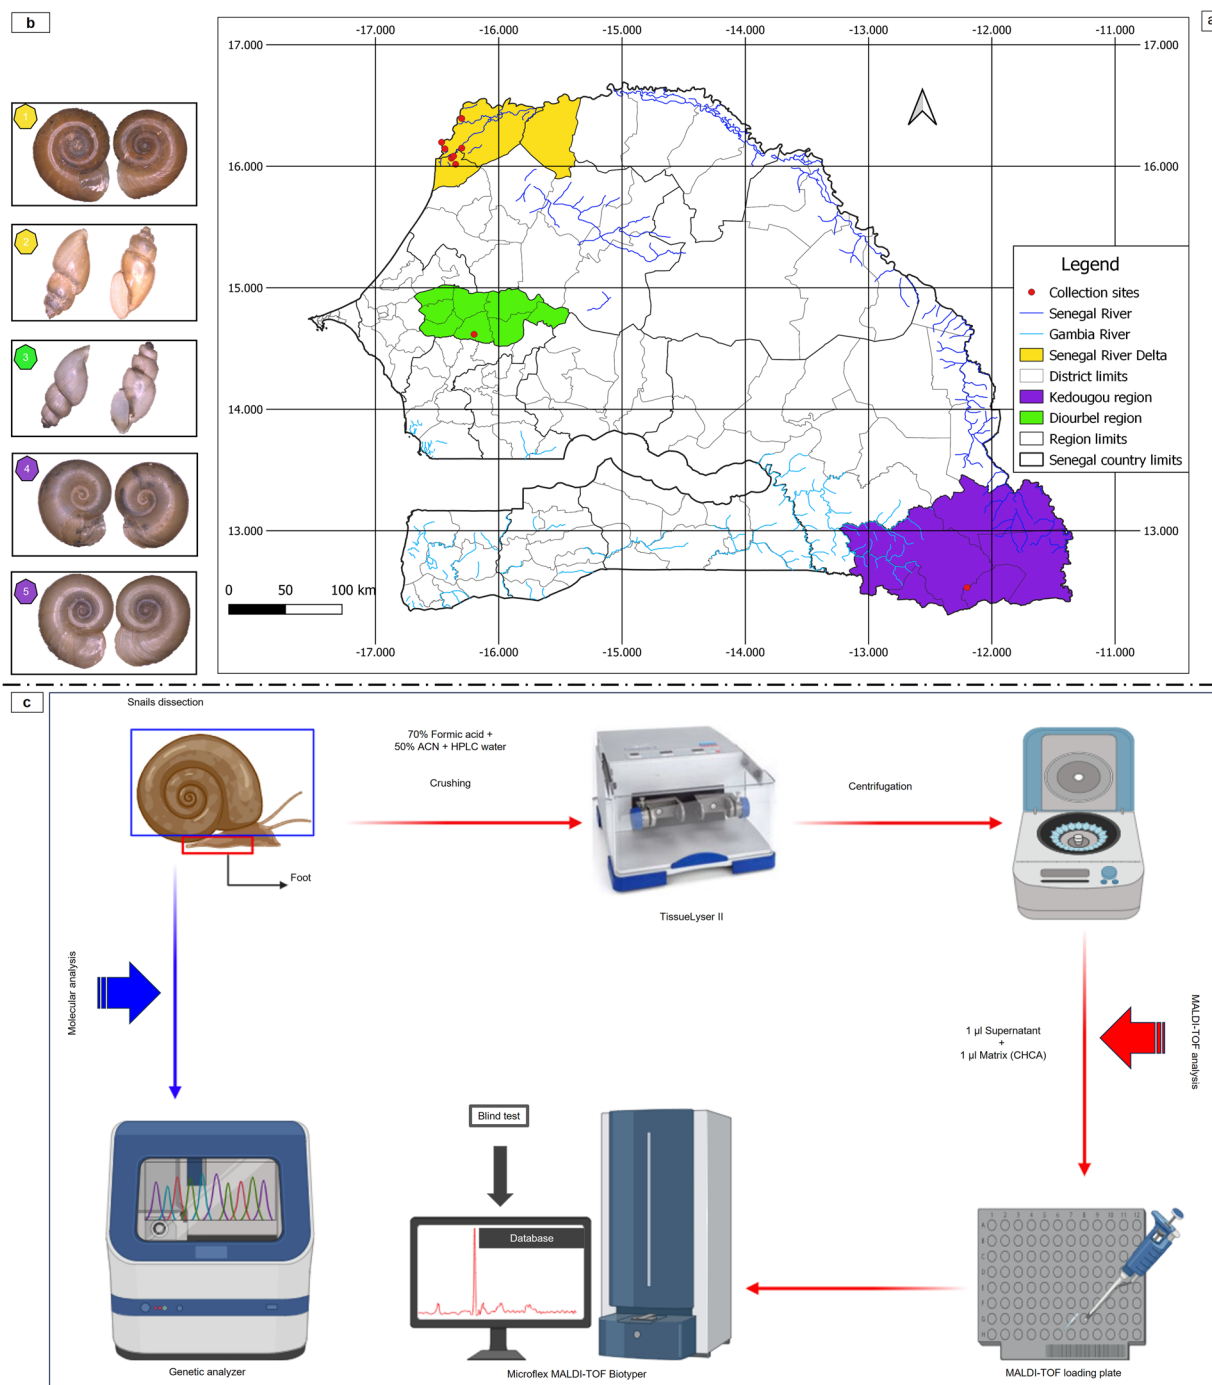 b
a
1
2
3
4
5
-17.000
-16.000
-15.000
-14.000
-13.000
-12.000
-11.000
17.000
17.000
16.000
16.000
15.000
14.000
13.000
13.000
Legend
Collection sites
Senegal River
Gambia River
Senegal River Delta
District limits
Kedougou region
Diourbel region
Region limits
Senegal country limits
0
50
100 km
-17.000
-16.000
-15.000
-14.000
-13.000
-12.000
-11.000
c
Snails dissection
70% Formic acid +
50% ACN + HPLC water
Crushing
Centrifugation
Foot
TissueLyser II
Molecular analysis
MALDI-TOF analysis
1 µl Supernatant
+
1 µl Matrix (CHCA)
Blind test
Database
Genetic analyzer
Microflex MALDI-TOF Biotyper
MALDI-TOF loading plate